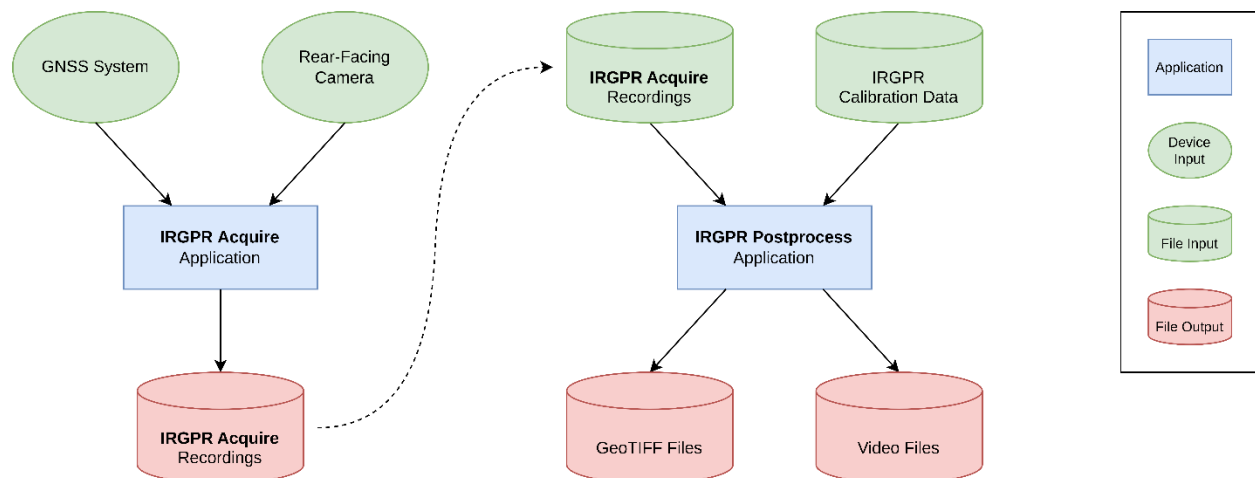 GNSS System
Rear-Facing
Camera
IRGPR Acquire
Application
IRGPR Acquire
Recordings
IRGPR Acquire
Recordings
IRGPR
Calibration Data
IRGPR Postprocess
Application
GeoTIFF Files
Video Files
Application
Device
Input
File Input
File Output